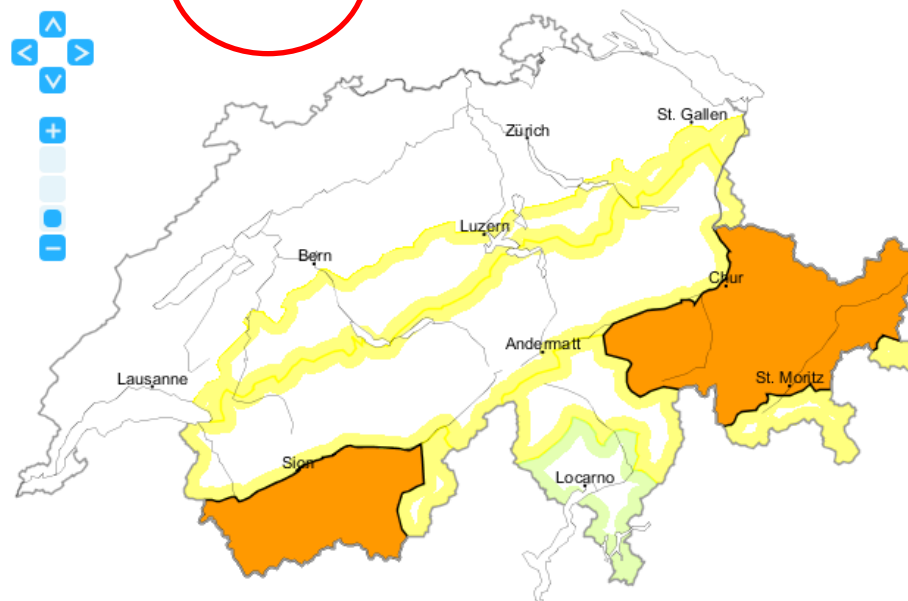 St. Gallen
Zürich
Luzern
Bern
Chur
Andermatt
Lausanne
St. Moritz
Sion
Locarno